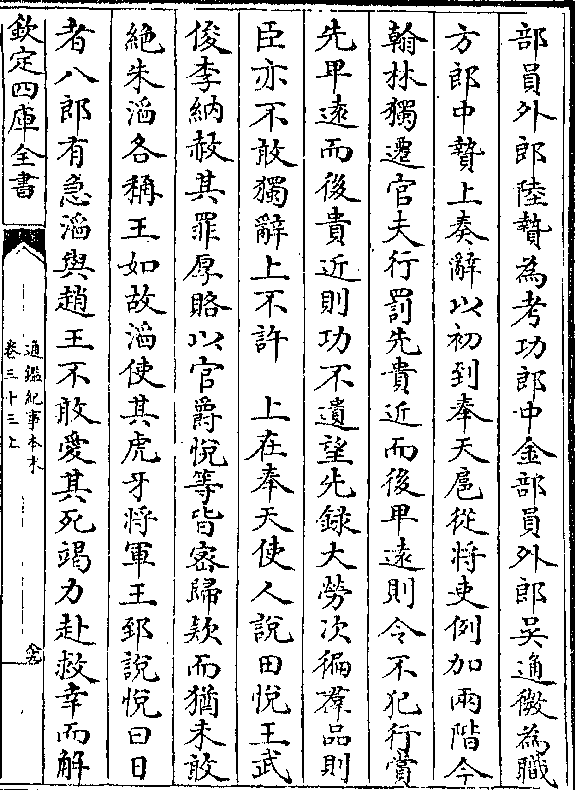 部員外郎陸贄為考功郎中金部員外郎吳通微為職
方郎中贄上奏辭以初到奉天扈從將吏例加兩階今
翰林獨遷官夫行罰先貴近而後卑遠則令不犯行賞
先卑遠而後貴近則功不遺望先錄大勞次徧羣品則
臣亦不敢獨辭上不許　上在奉天使人說田悅王武
俊李納赦其罪厚賂以官爵悅等皆密歸欵而猶未敢
絶朱滔各稱王如故滔使其虎牙將軍王郅說悅曰日
者八郎有急滔與趙王不敢愛其死竭力赴救幸而解
欽定四庫全書
通鑑紀事本末
卷三十三上